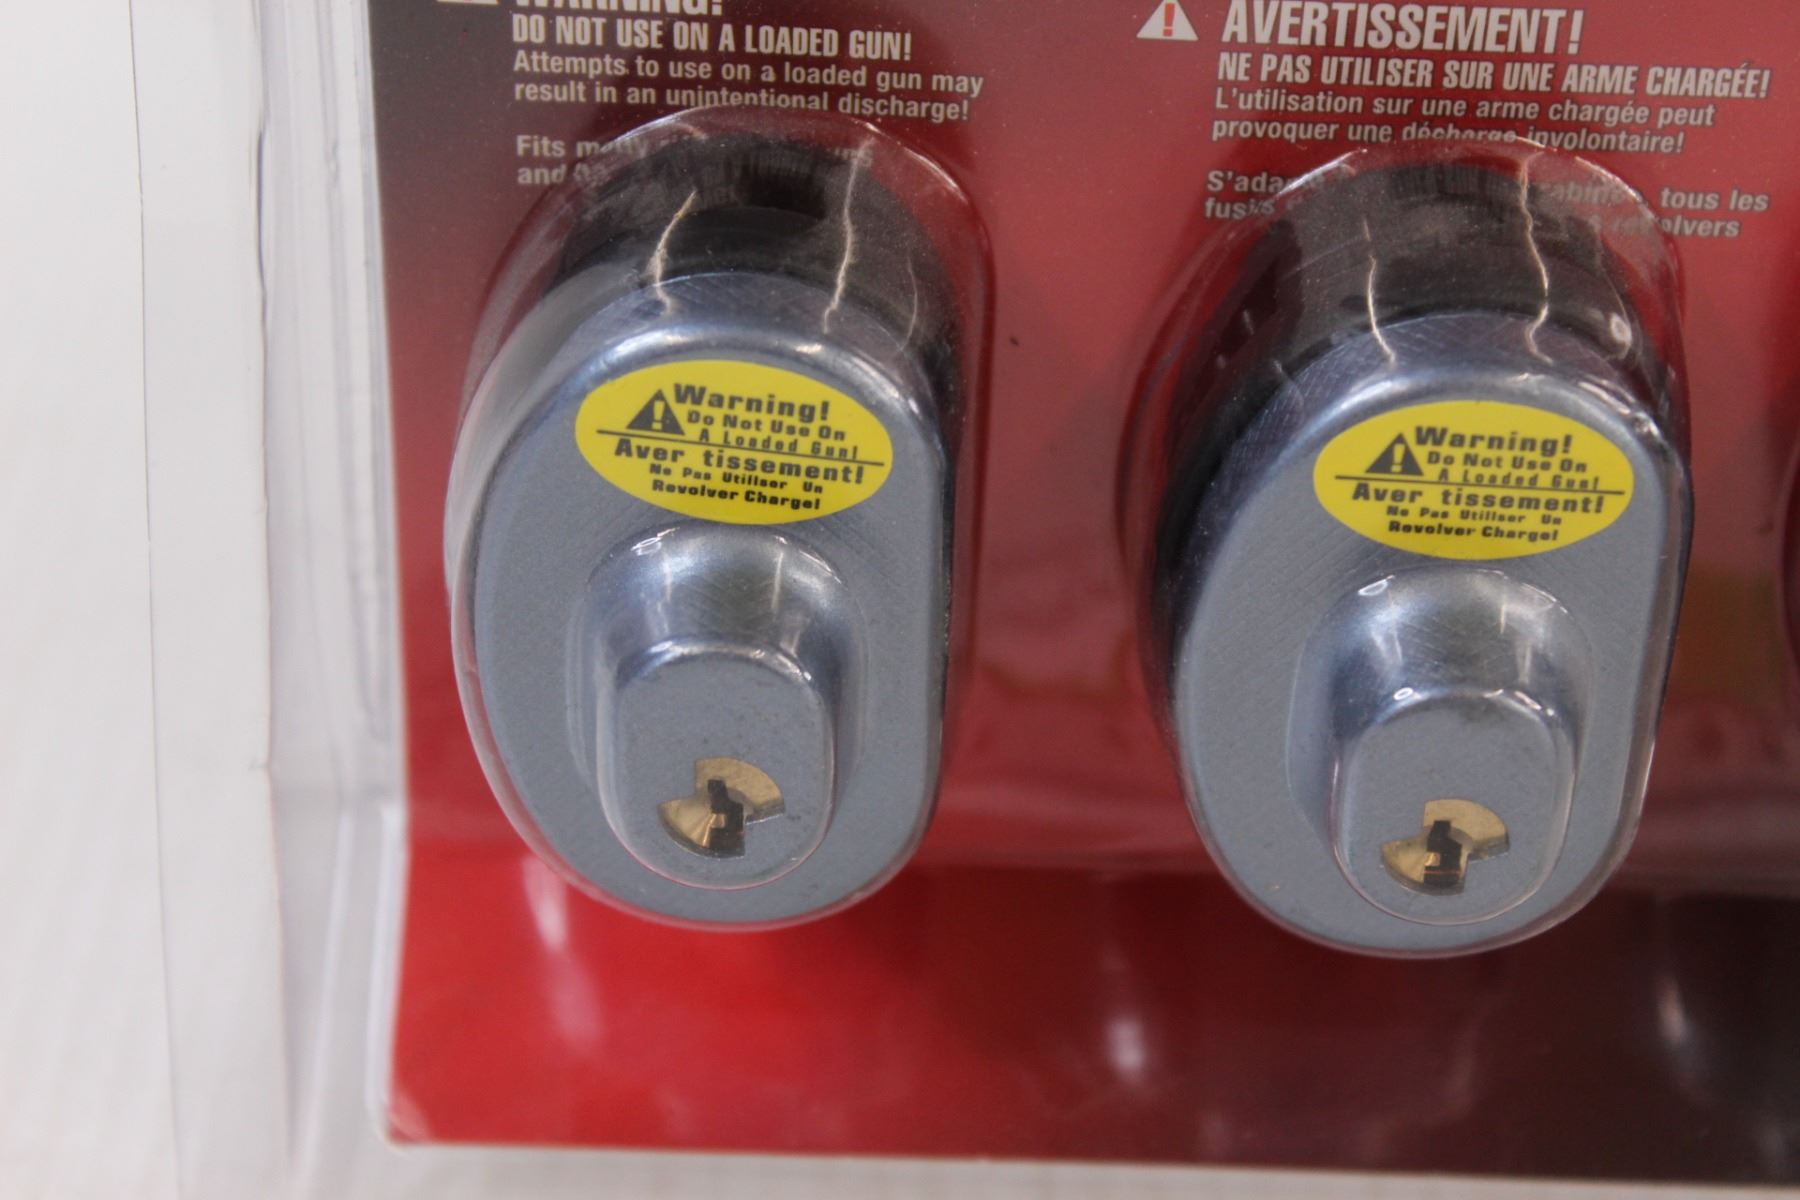 WARNING!
DO NOT USE ON A LOADED GUN!
Attempts to use on a loaded gun may
result in an unintentional discharge!
Fits many
and
AVERTISSEMENT!
NE PAS UTILISER SUR UNE ARME CHARGÉE!
L'utilisation sur une arme chargée peut
provoquer une décharge involontaire!
tous les
revolvers
Warning!
Do Not Use On
A Loaded Gun!
Aver tissement!
Ne Pas Utiliser Un
Revolver Charge!
Warning!
Do Not Use On
A Loaded Gun!
Aver tissement!
Ne Pas Utiliser Un
Revolver Charge!